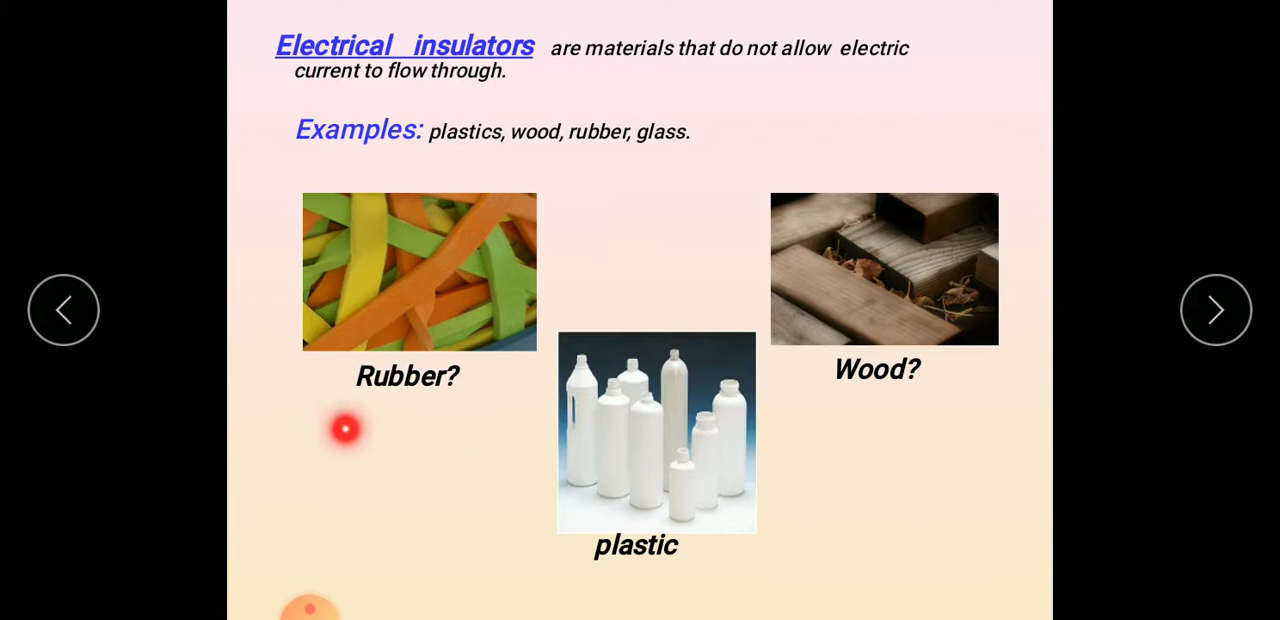 Electrical insulators are materials that do not allow electric
current to flow through.
Examples: plastics, wood, rubber, glass.
Rubber?
Wood?
plastic